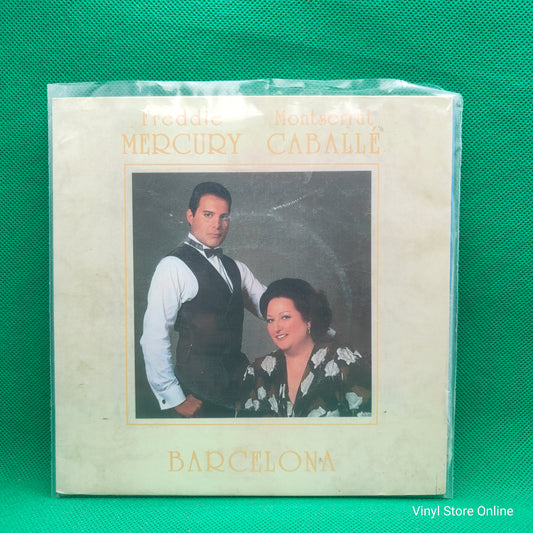 Freddie Montserrat
MERCURY CABALLÉ
BARCELONA
Vinyl Store Online